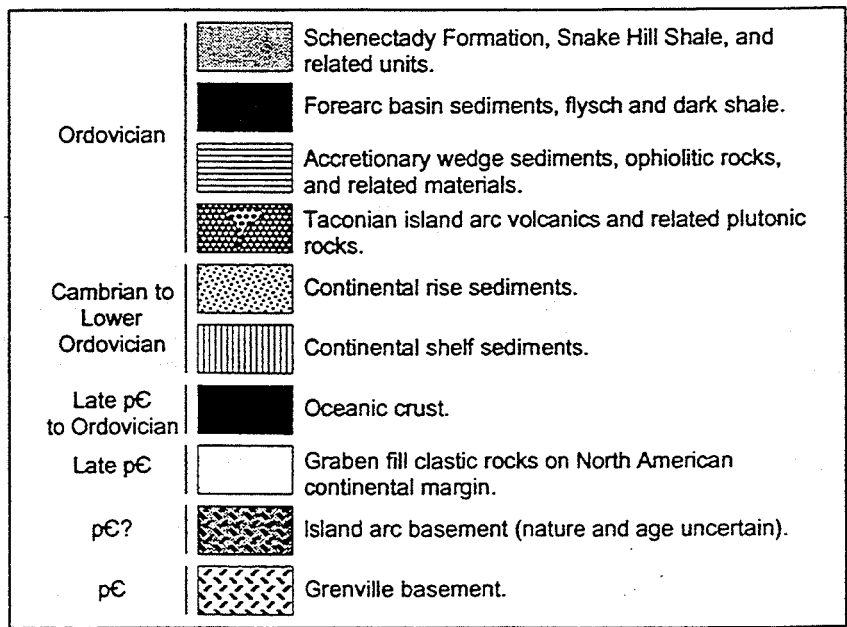 Schenectady Formation, Snake Hill Shale, and
related units.
Forearc basin sediments, flysch and dark shale.
Ordovician
Accretionary wedge sediments, ophiolitic rocks,
and related materials.
Taconian island arc volcanics and related plutonic
rocks.
Cambrian to
Lower
Ordovician
Continental rise sediments.
Continental shelf sediments.
Late p€
to Ordovician
Oceanic crust.
Late p€
Graben fill clastic rocks on North American
continental margin.
p€?
Island arc basement (nature and age uncertain).
p€
Grenville basement.